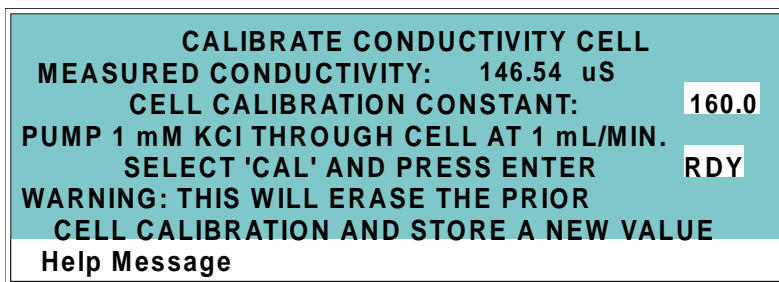 CALIBRATE CONDUCTIVITY CELL
MEASURED CONDUCTIVITY: 146.54 uS
CELL CALIBRATION CONSTANT: 160.0
PUMP 1 mM KCl THROUGH CELL AT 1 mL/MIN.
SELECT 'CAL' AND PRESS ENTER RDY
WARNING: THIS WILL ERASE THE PRIOR
CELL CALIBRATION AND STORE A NEW VALUE
Help Message